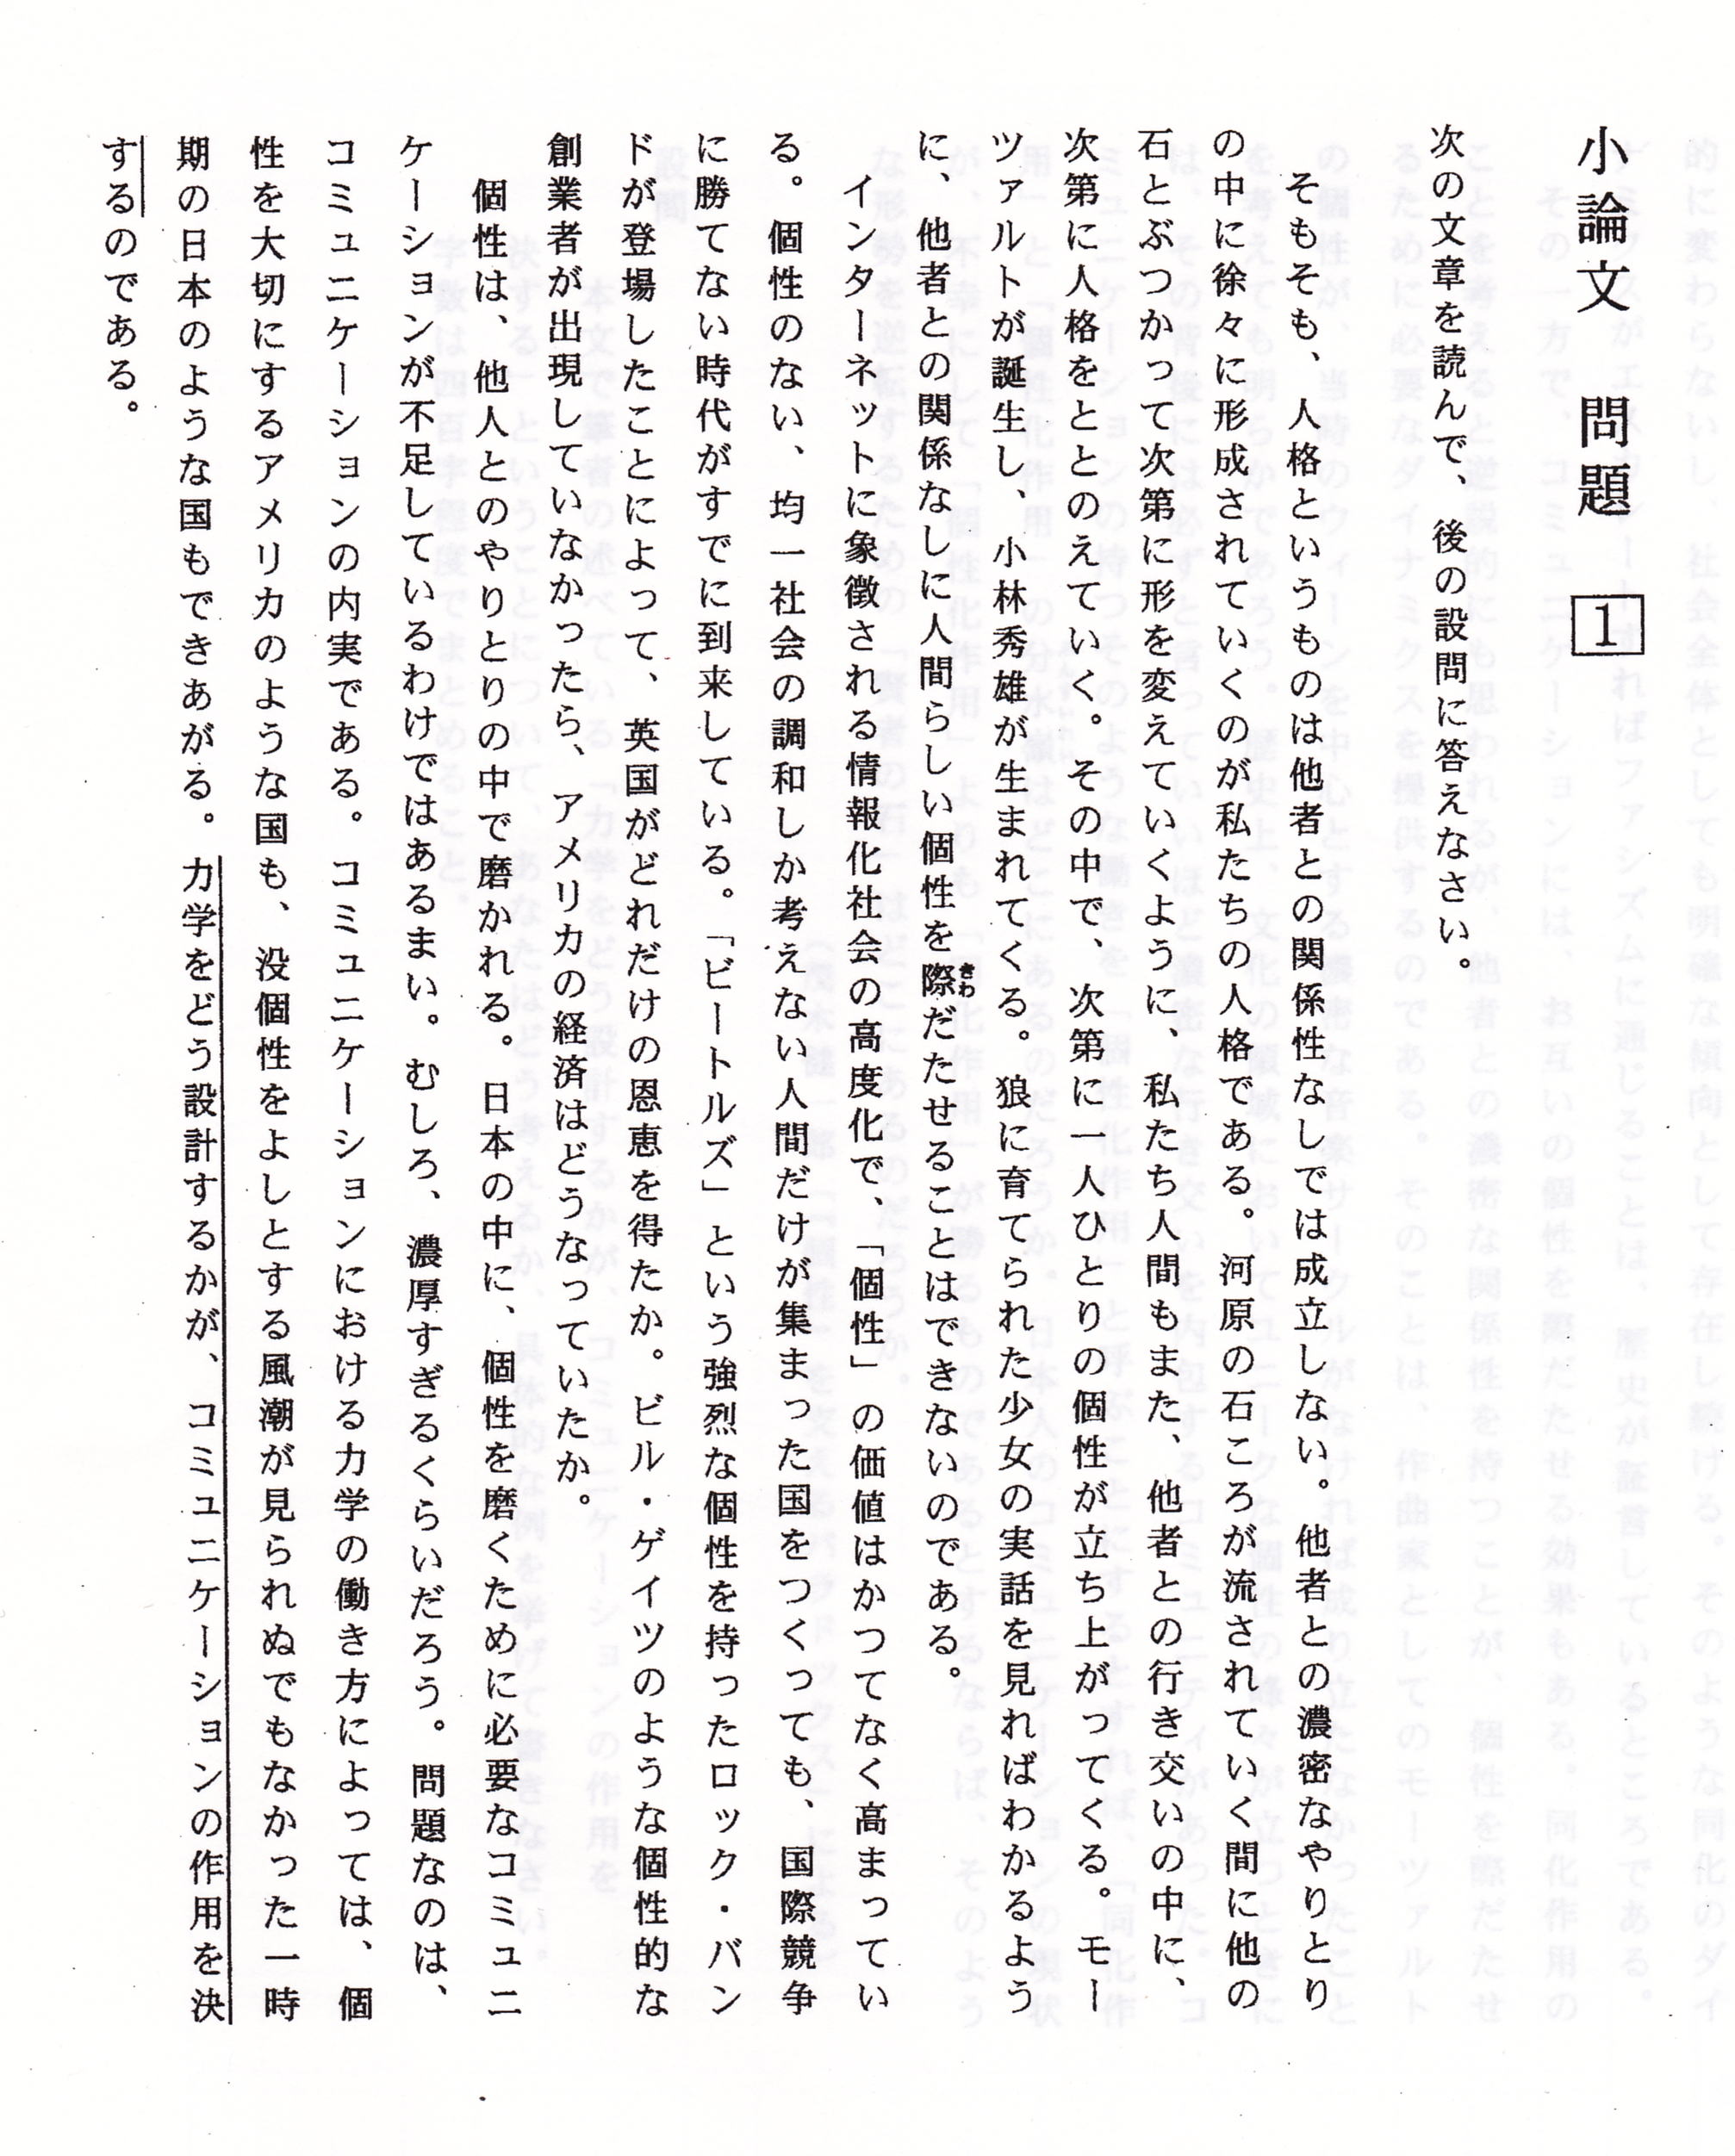 小論文　問題　1
次の文章を読んで、後の設問に答えなさい。
そもそも、人格というものは他者との関係性なしでは成立しない。他者との濃密なやりとり
の中に徐々に形成されていくのが私たちの人格である。河原の石ころが流されていく間に他の
石とぶつかって次第に形を変えていくように、私たち人間もまた、他者との行き交いの中に、
次第に人格をととのえていく。その中で、次第に一人ひとりの個性が立ち上がってくる。モー
ツァルトが誕生し、小林秀雄が生まれてくる。狼に育てられた少女の実話を見ればわかるよう
に、他者との関係なしに人間らしい個性を際きわだたせることはできないのである。
インターネットに象徴される情報化社会の高度化で、「個性」の価値はかつてなく高まってい
る。個性のない、均一社会の調和しか考えない人間だけが集まった国をつくっても、国際競争
に勝てない時代がすでに到来している。「ビートルズ」という強烈な個性を持ったロック・バン
ドが登場したことによって、英国がどれだけの恩恵を得たか。ビル・ゲイツのような個性的な
創業者が出現していなかったら、アメリカの経済はどうなっていたか。
個性は、他人とのやりとりの中で磨かれる。日本の中に、個性を磨くために必要なコミュニ
ケーションが不足しているわけではあるまい。むしろ、濃厚すぎるくらいだろう。問題なのは、
コミュニケーションの内実である。コミュニケーションにおける力学の働き方によっては、個
性を大切にするアメリカのような国も、没個性をよしとする風潮が見られぬでもなかった一時
期の日本のような国もできあがる。力学をどう設計するかが、コミュニケーションの作用を決
するのである。